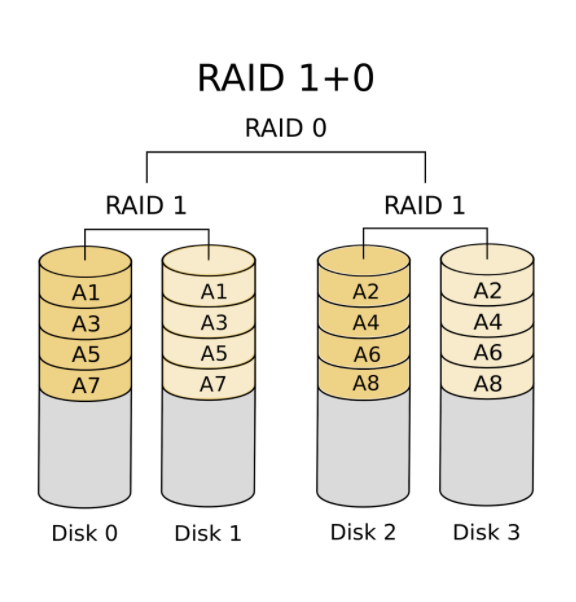 RAID 1+0
RAID 0
RAID 1
RAID 1
A1
A3
A5
A7
A1
A3
A5
A7
A2
A4
A6
A8
A2
A4
A6
A8
Disk 0
Disk 1
Disk 2
Disk 3